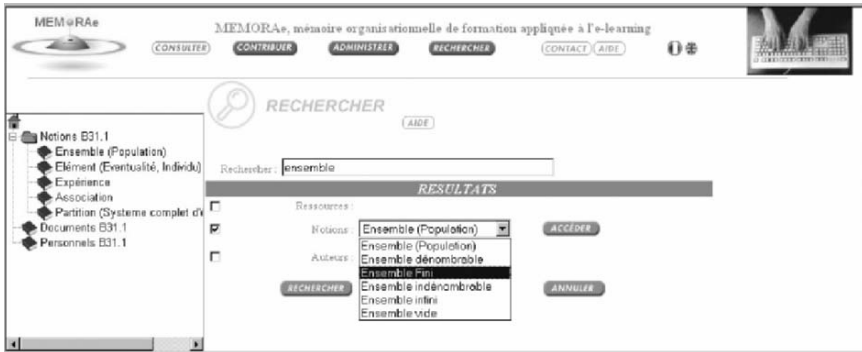 MEMORAe
MEMORAe, mémoire organisationnelle de formation appliquée à l'e-learning
CONSULTER CONTRIBUER ADMINISTRER RECHERCHER CONTACT AIDE
RECHERCHER
AIDE
Notions B31.1
Ensemble (Population)
Elément (Eventualité, Individu)
Expérience
Association
Partition (Systeme complet d'
Documents B31.1
Personnels B31.1
Rechercher : ensemble
RESULTATS
Ressources :
Notions : Ensemble (Population) ACCÉDER
Auteurs :
Ensemble (Population)
Ensemble dénombrable
Ensemble Fini
Ensemble indénombrable
Ensemble infini
Ensemble vide
RECHERCHER ANNULER